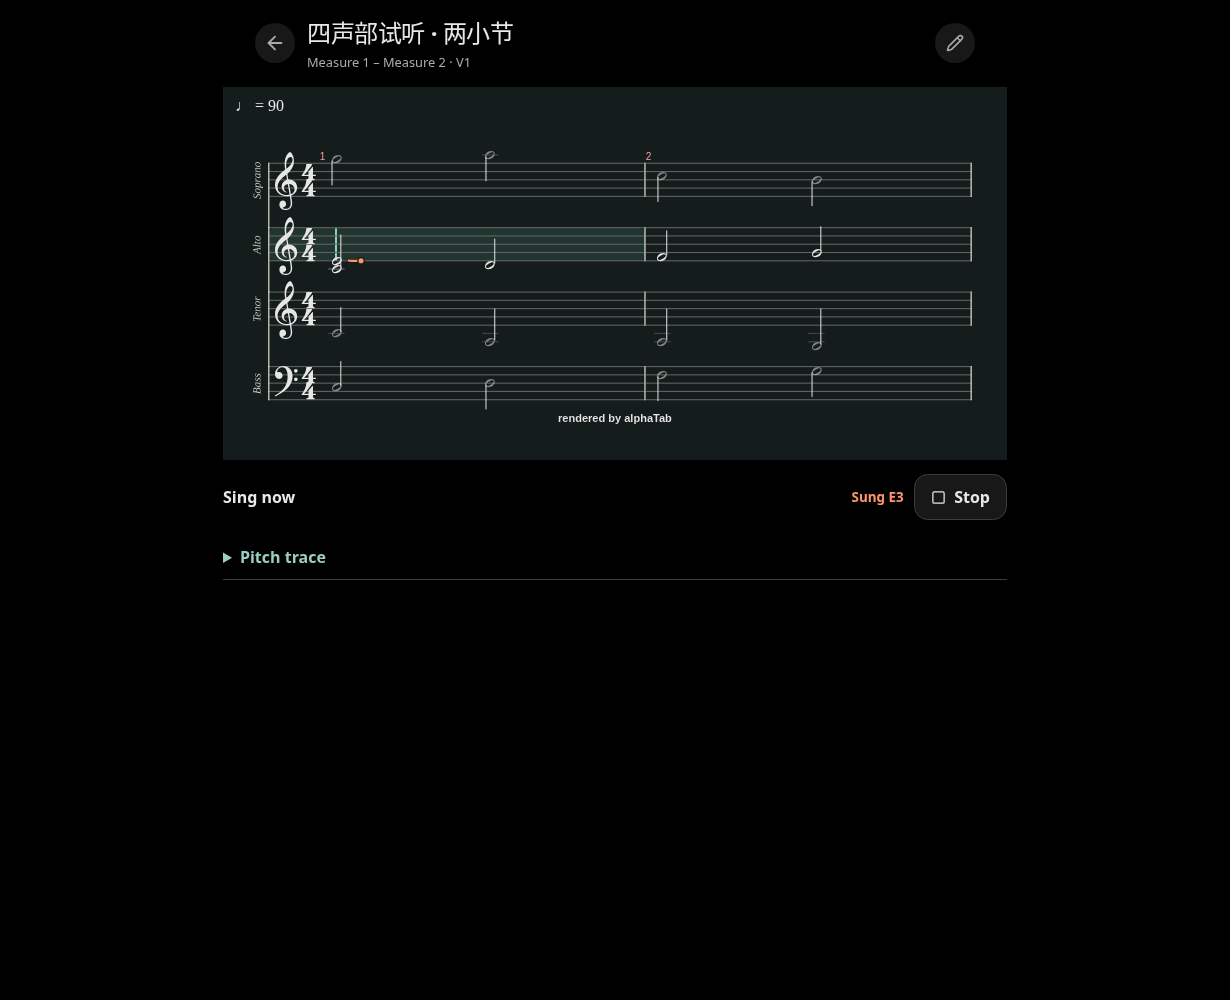 四声部试听 · 两小节
Measure 1 – Measure 2 · V1
♩ = 90
1
2
Soprano
Alto
Tenor
Bass
rendered by alphaTab
Sing now
Sung E3
Stop
Pitch trace